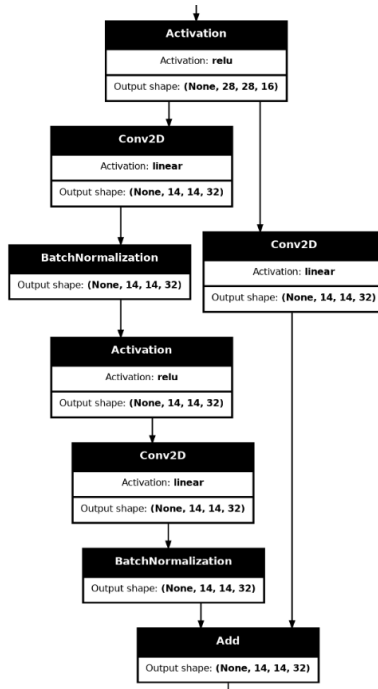 Activation
Activation: relu
Output shape: (None, 28, 28, 16)
Conv2D
Activation: linear
Output shape: (None, 14, 14, 32)
BatchNormalization
Output shape: (None, 14, 14, 32)
Conv2D
Activation: linear
Output shape: (None, 14, 14, 32)
Activation
Activation: relu
Output shape: (None, 14, 14, 32)
Conv2D
Activation: linear
Output shape: (None, 14, 14, 32)
BatchNormalization
Output shape: (None, 14, 14, 32)
Add
Output shape: (None, 14, 14, 32)